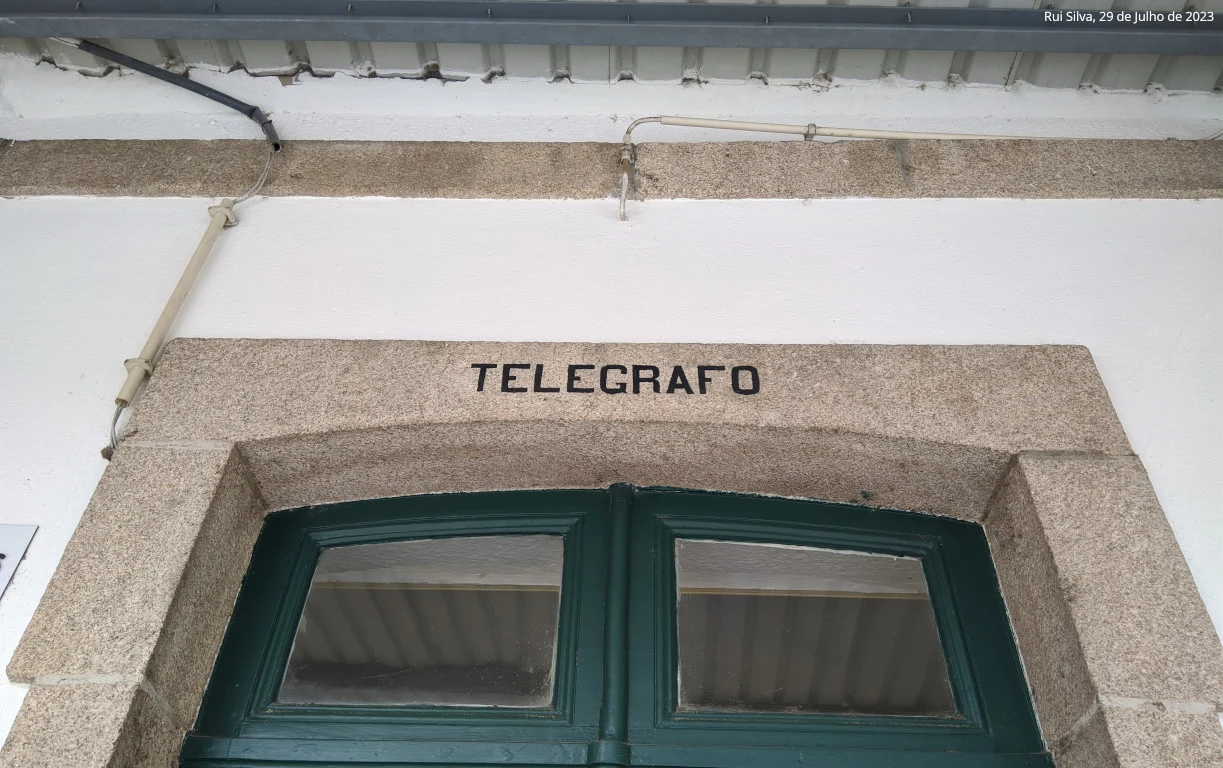 Rui Silva, 29 de Julho de 2023
TELEGRAFO